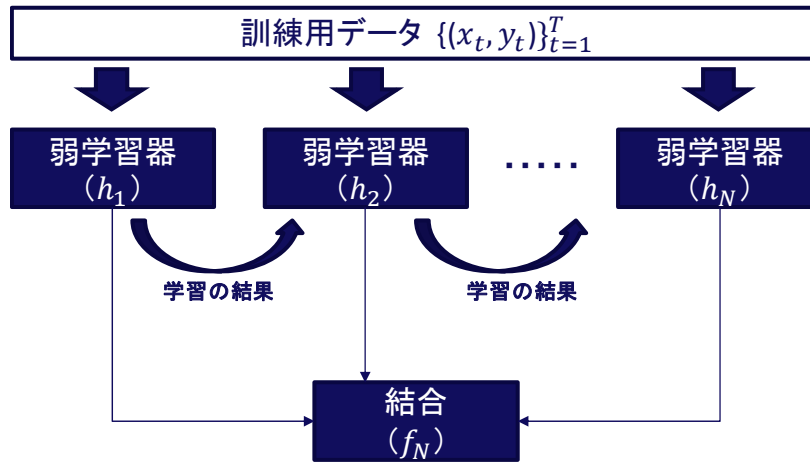 訓練用データ {(x_t, y_t)}_{t=1}^T
弱学習器
（h_1）
弱学習器
（h_2）
.....
弱学習器
（h_N）
学習の結果
学習の結果
結合
（f_N）